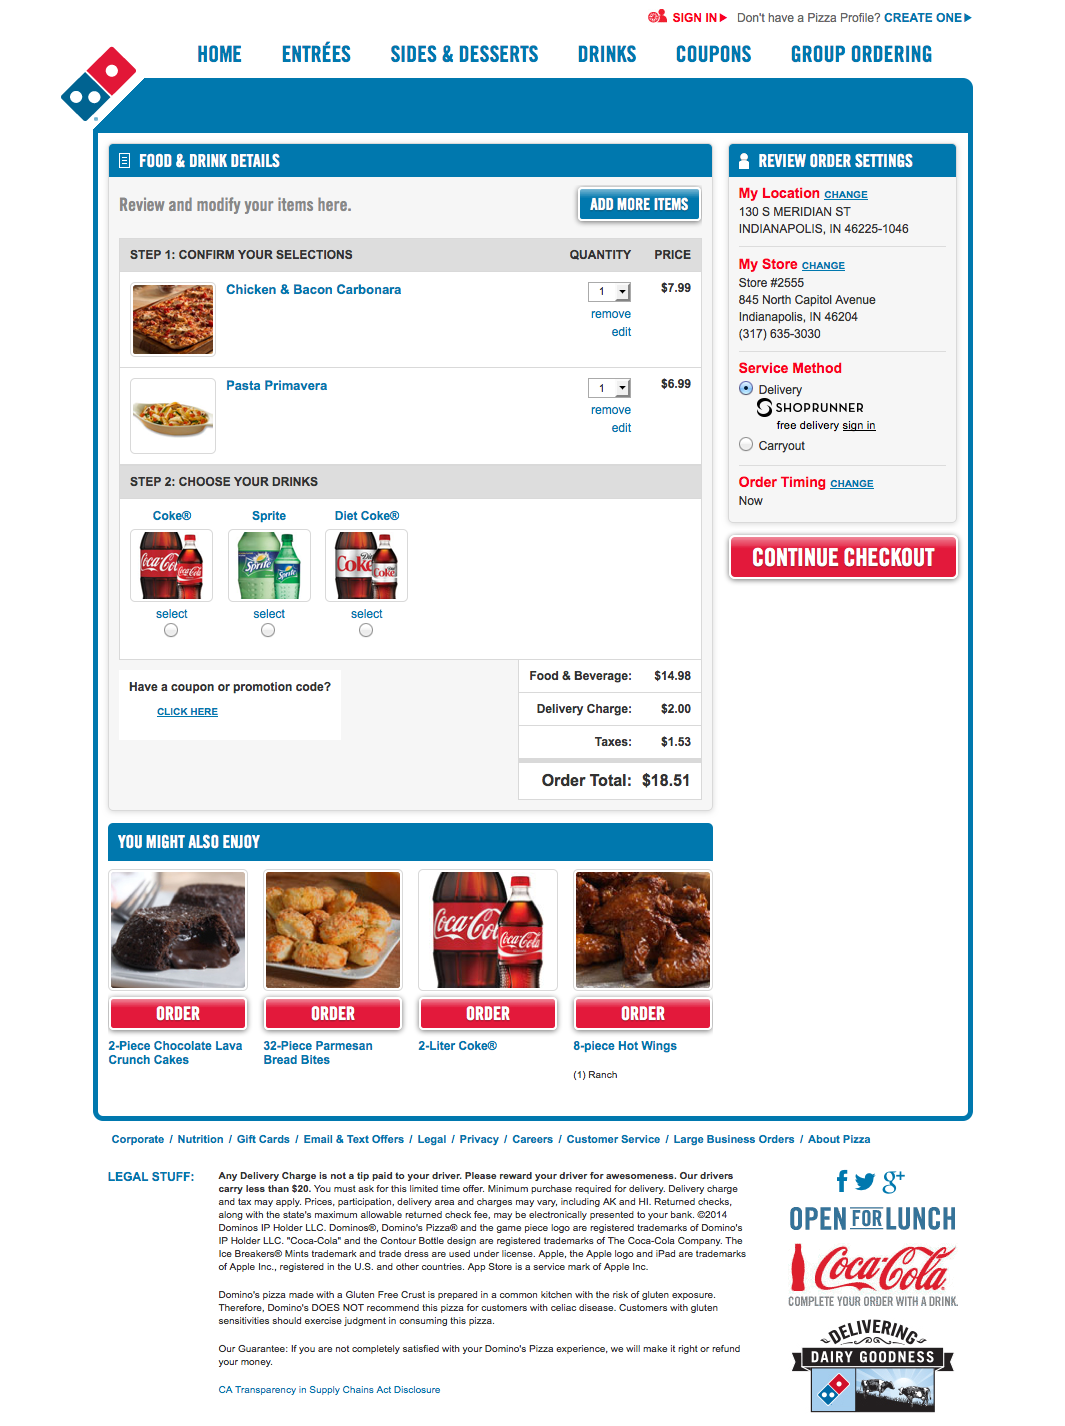 SIGN IN Don't have a Pizza Profile? CREATE ONE
HOME ENTRÉES SIDES & DESSERTS DRINKS COUPONS GROUP ORDERING
FOOD & DRINK DETAILS
Review and modify your items here.
ADD MORE ITEMS
STEP 1: CONFIRM YOUR SELECTIONS QUANTITY PRICE
Chicken & Bacon Carbonara 1 $7.99
remove
edit
Pasta Primavera 1 $6.99
remove
edit
STEP 2: CHOOSE YOUR DRINKS
Coke® Sprite Diet Coke®
Coca-Cola Coca-Cola Sprite Sprite Diet Coke Coke
select select select
Have a coupon or promotion code?
CLICK HERE
Food & Beverage: $14.98
Delivery Charge: $2.00
Taxes: $1.53
Order Total: $18.51
REVIEW ORDER SETTINGS
My Location CHANGE
130 S MERIDIAN ST
INDIANAPOLIS, IN 46225-1046
My Store CHANGE
Store #2555
845 North Capitol Avenue
Indianapolis, IN 46204
(317) 635-3030
Service Method
Delivery
SHOPRUNNER
free delivery sign in
Carryout
Order Timing CHANGE
Now
CONTINUE CHECKOUT
YOU MIGHT ALSO ENJOY
Coca-Cola Coca-Cola
ORDER ORDER ORDER ORDER
2-Piece Chocolate Lava
Crunch Cakes
32-Piece Parmesan
Bread Bites
2-Liter Coke®
8-piece Hot Wings
(1) Ranch
Corporate / Nutrition / Gift Cards / Email & Text Offers / Legal / Privacy / Careers / Customer Service / Large Business Orders / About Pizza
LEGAL STUFF:
Any Delivery Charge is not a tip paid to your driver. Please reward your driver for awesomeness. Our drivers
carry less than $20. You must ask for this limited time offer. Minimum purchase required for delivery. Delivery charge
and tax may apply. Prices, participation, delivery area and charges may vary, including AK and HI. Returned checks,
along with the state's maximum allowable returned check fee, may be electronically presented to your bank. ©2014
Dominos IP Holder LLC. Dominos®, Domino's Pizza® and the game piece logo are registered trademarks of Domino's
IP Holder LLC. "Coca-Cola" and the Contour Bottle design are registered trademarks of The Coca-Cola Company. The
Ice Breakers® Mints trademark and trade dress are used under license. Apple, the Apple logo and iPad are trademarks
of Apple Inc., registered in the U.S. and other countries. App Store is a service mark of Apple Inc.
Domino's pizza made with a Gluten Free Crust is prepared in a common kitchen with the risk of gluten exposure.
Therefore, Domino's DOES NOT recommend this pizza for customers with celiac disease. Customers with gluten
sensitivities should exercise judgment in consuming this pizza.
Our Guarantee: If you are not completely satisfied with your Domino's Pizza experience, we will make it right or refund
your money.
CA Transparency in Supply Chains Act Disclosure
f g+
OPEN FOR LUNCH
Coca-Cola
COMPLETE YOUR ORDER WITH A DRINK.
DELIVERING
DAIRY GOODNESS